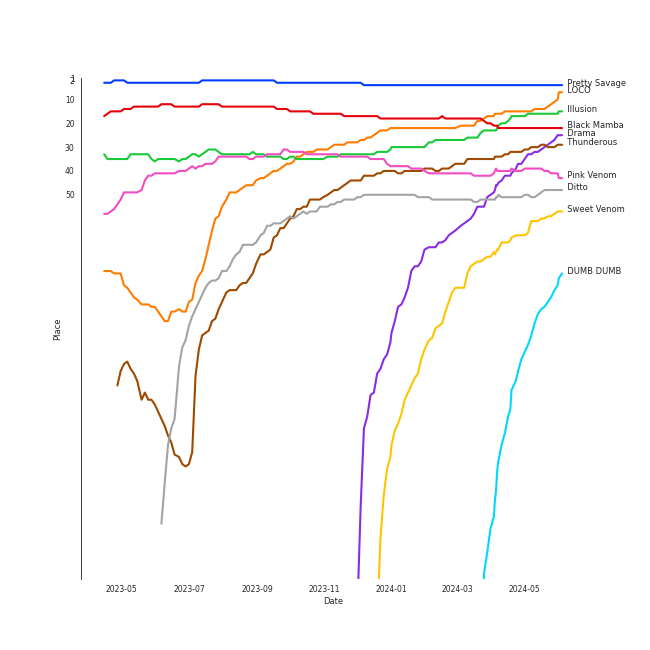 1
2
10
20
30
40
50
Place
Pretty Savage
LOCO
Illusion
Black Mamba
Drama
Thunderous
Pink Venom
Ditto
Sweet Venom
DUMB DUMB
2023-05 2023-07 2023-09 2023-11 2024-01 2024-03 2024-05
Date